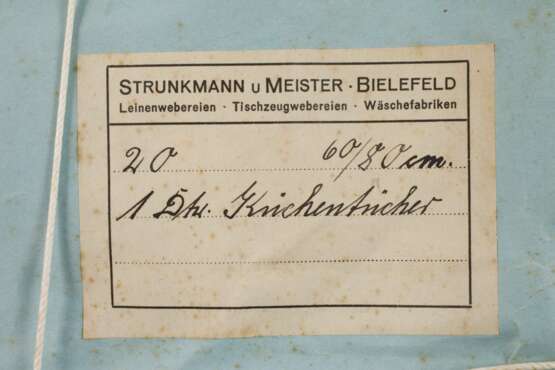 STRUNKMANN U MEISTER · BIELEFELD
Leinenwebereien · Tischzeugwebereien · Wäschefabriken
20 60/80 cm.
1 Dtz. Küchentücher